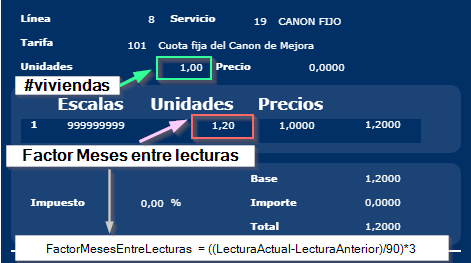 Línea 8 Servicio 19 CANON FIJO
Tarifa 101 Cuota fija del Canon de Mejora
Unidades 1,00 Precio 0,0000
#viviendas
Escalas Unidades Precios
1 999999999 1,20 1,0000 1,2000
Factor Meses entre lecturas
Base 1,2000
Impuesto 0,00 % Importe 0,0000
Total 1,2000
FactorMesesEntreLecturas = ((LecturaActual-LecturaAnterior)/90)*3